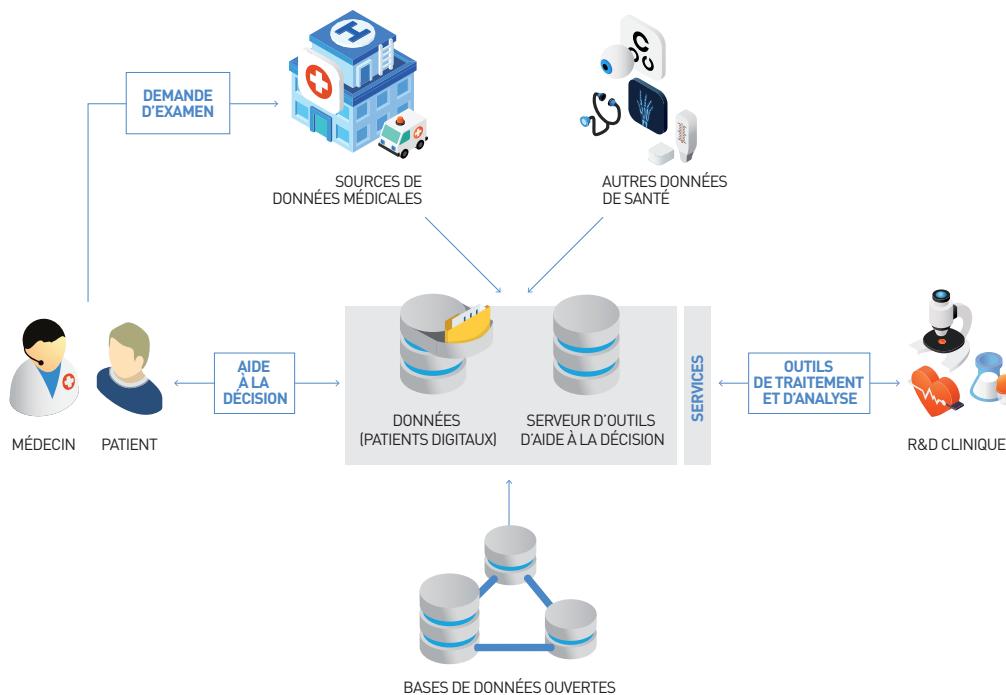 H
DEMANDE
D'EXAMEN
SOURCES DE
DONNÉES MÉDICALES
AUTRES DONNÉES
DE SANTÉ
MÉDECIN
PATIENT
AIDE
À LA
DÉCISION
DONNÉES
(PATIENTS DIGITAUX)
SERVEUR D'OUTILS
D'AIDE À LA DÉCISION
SERVICES
OUTILS
DE TRAITEMENT
ET D'ANALYSE
R&D CLINIQUE
BASES DE DONNÉES OUVERTES